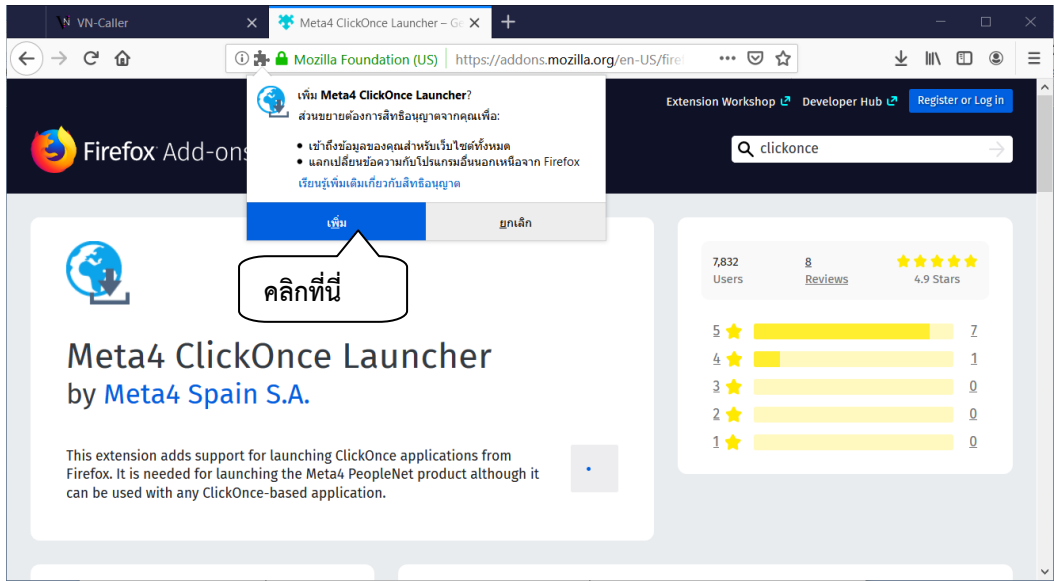 VN-Caller
Meta4 ClickOnce Launcher – Ge
Mozilla Foundation (US) https://addons.mozilla.org/en-US/fire
เพิ่ม Meta4 ClickOnce Launcher?
ส่วนขยายต้องการสิทธิอนุญาตจากคุณเพื่อ:
• เข้าถึงข้อมูลของคุณสำหรับเว็บไซต์ทั้งหมด
• แลกเปลี่ยนข้อความกับโปรแกรมอื่นนอกเหนือจาก Firefox
เรียนรู้เพิ่มเติมเกี่ยวกับสิทธิอนุญาต
เพิ่ม
ยกเลิก
คลิกที่นี่
Extension Workshop Developer Hub Register or Log in
Firefox Add-ons
clickonce
Meta4 ClickOnce Launcher
by Meta4 Spain S.A.
This extension adds support for launching ClickOnce applications from
Firefox. It is needed for launching the Meta4 PeopleNet product although it
can be used with any ClickOnce-based application.
7,832 8
Users Reviews 4.9 Stars
5 7
4 1
3 0
2 0
1 0